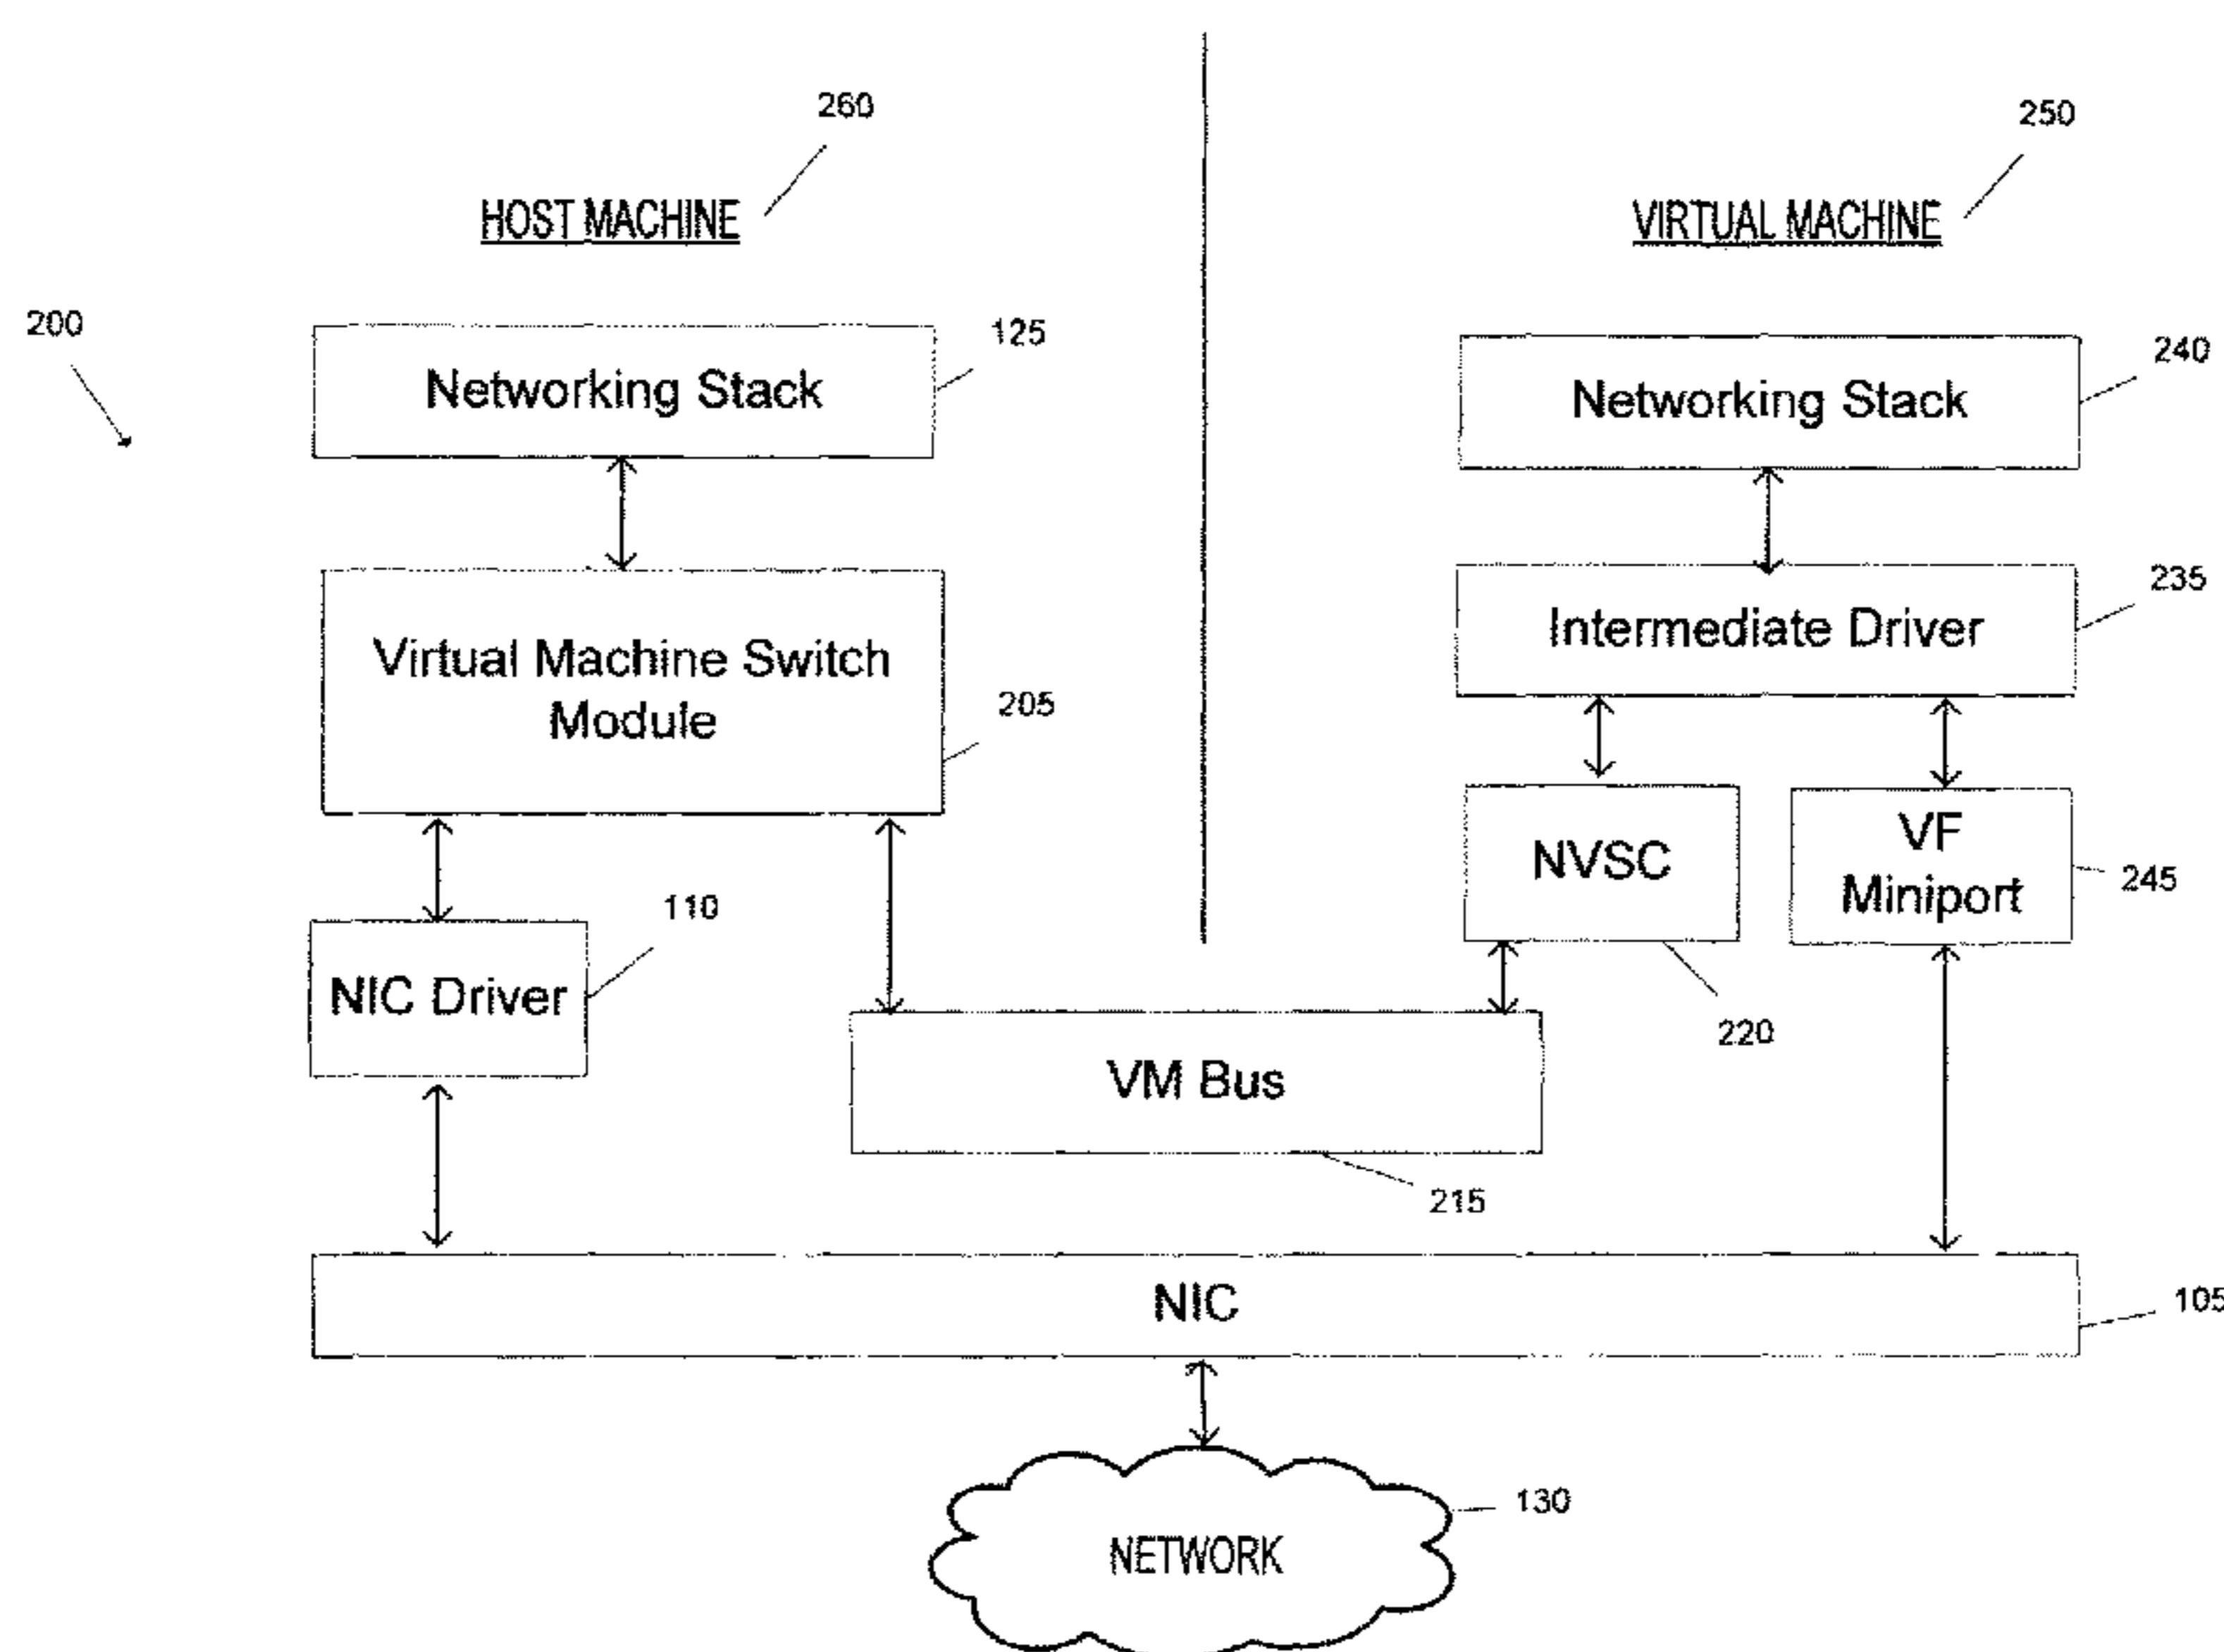 260
250
HOST MACHINE
VIRTUAL MACHINE
200
125
Networking Stack
240
Networking Stack
235
Intermediate Driver
Virtual Machine Switch
Module
205
NVSC
VF
Miniport
245
110
NIC Driver
220
VM Bus
215
NIC
105
130
NETWORK